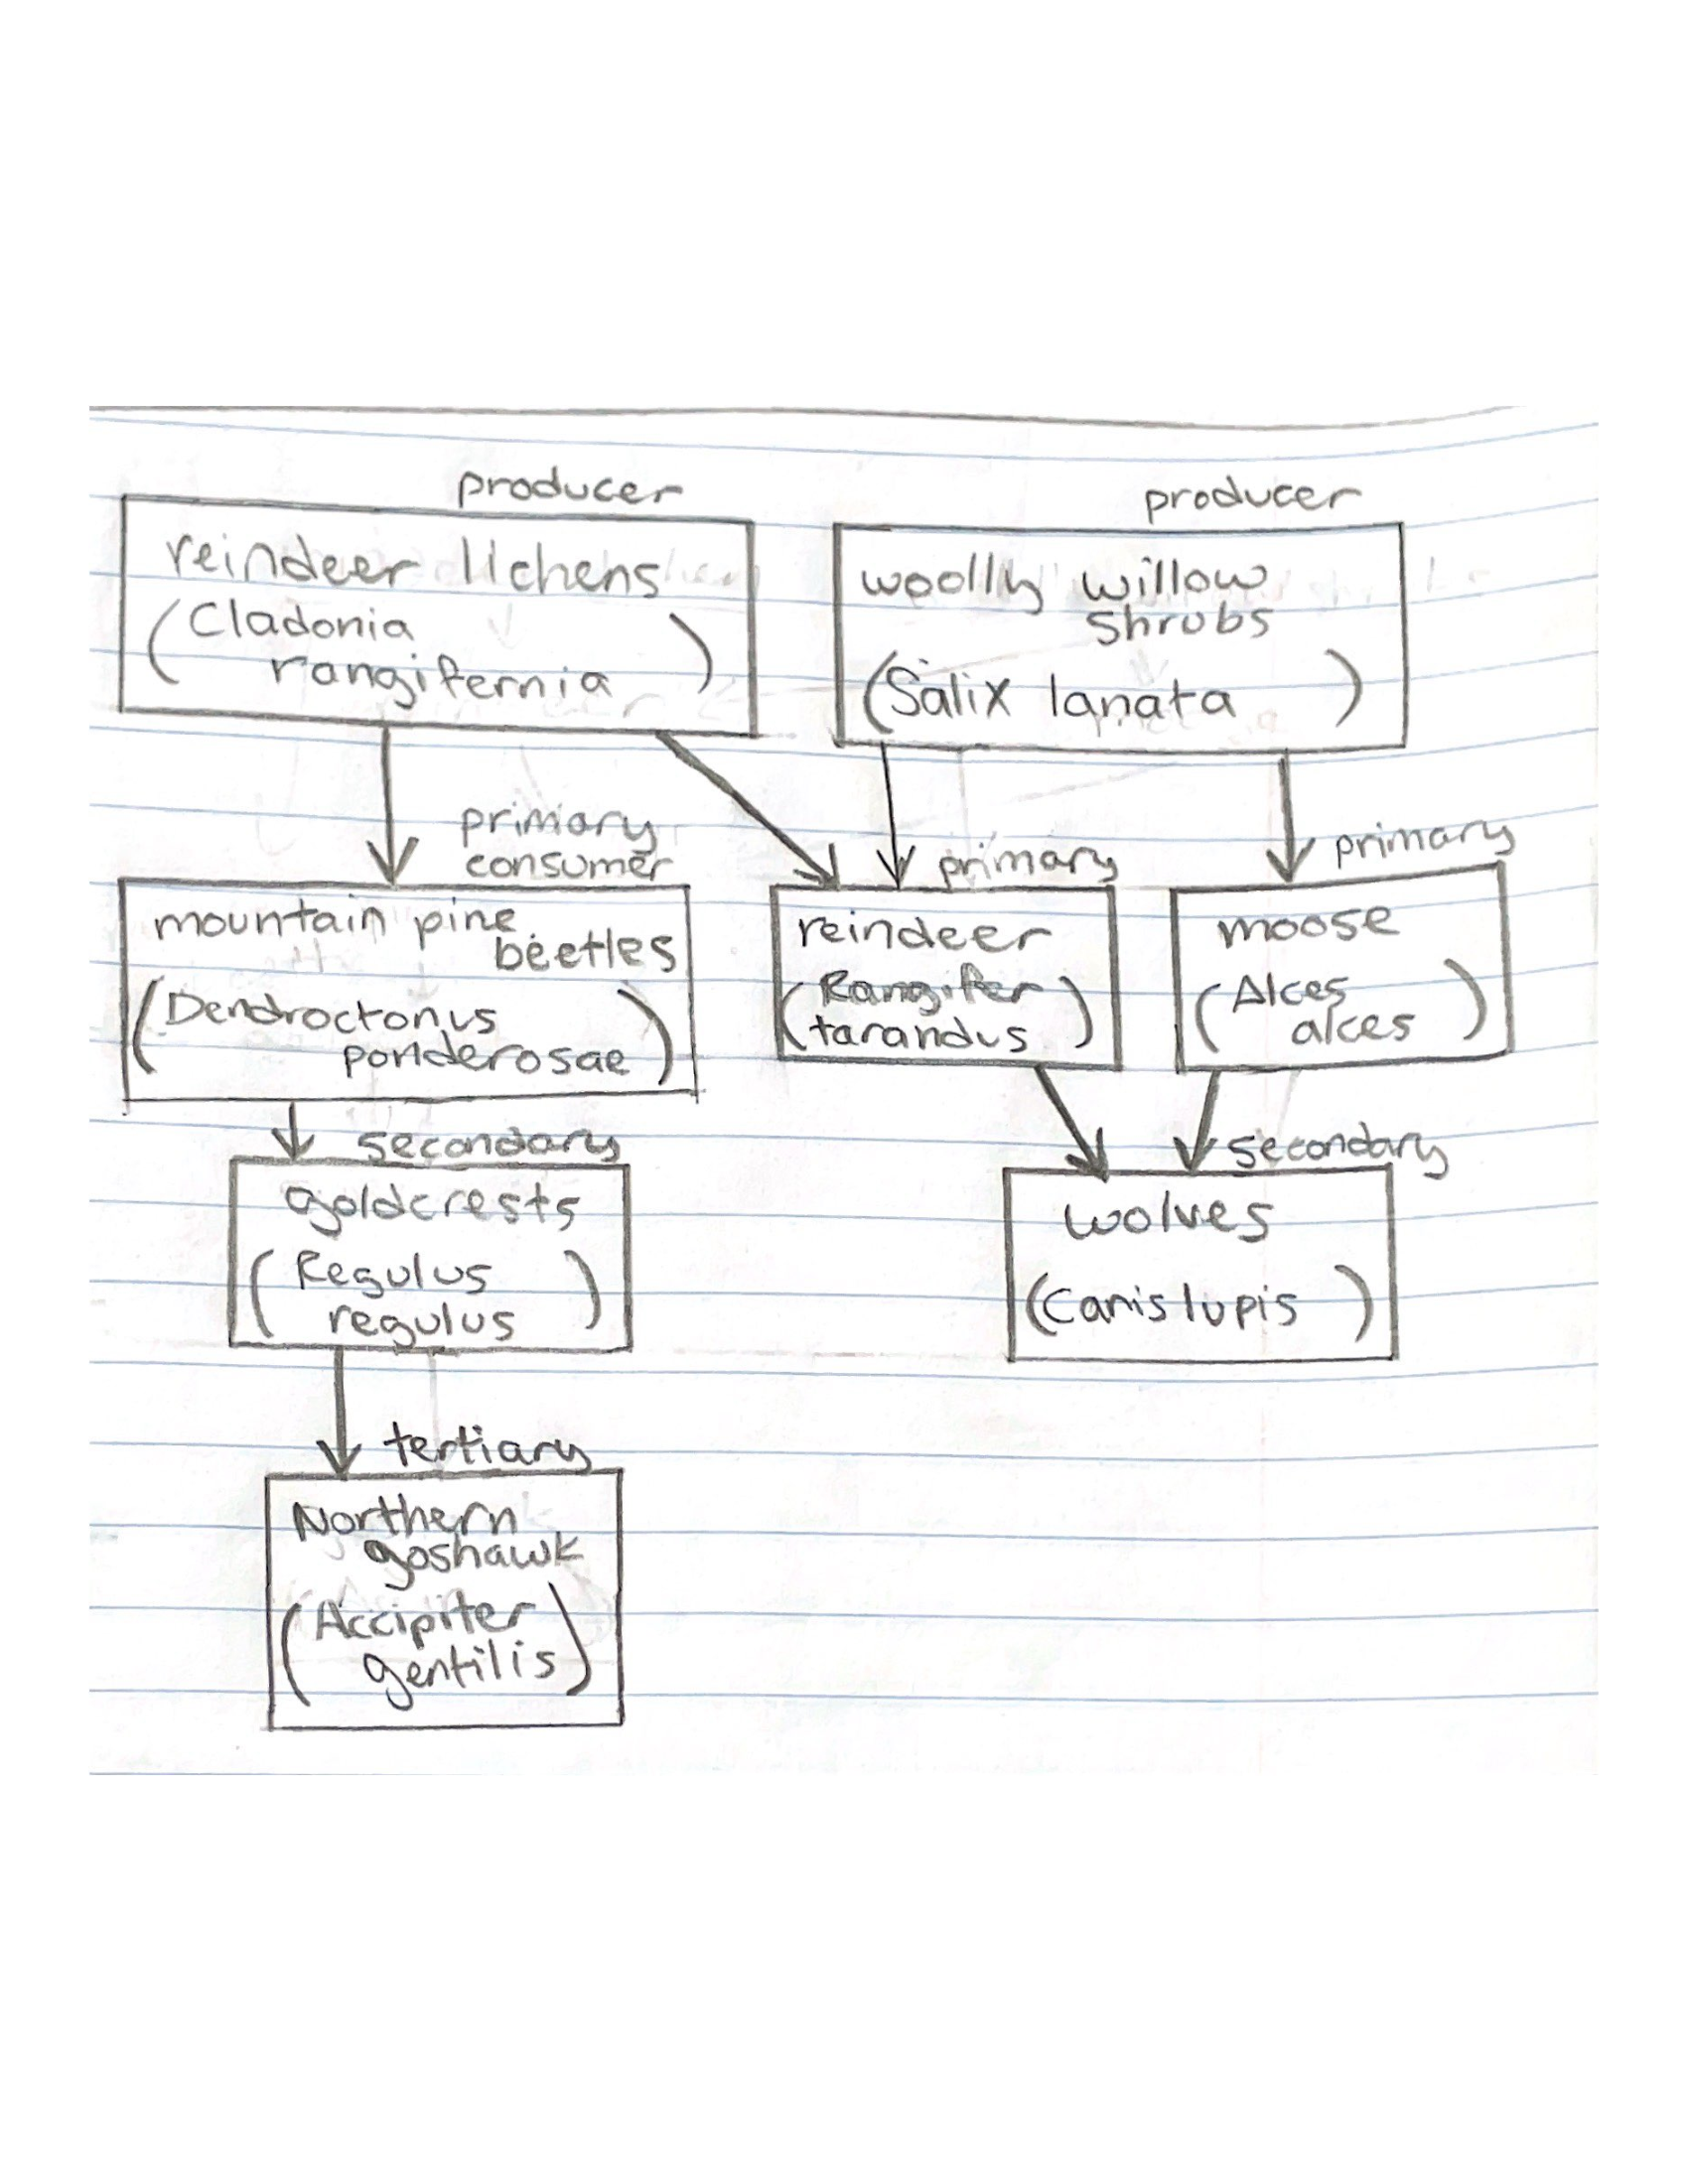 producer
reindeer lichens
(Cladonia
rangifernia)
producer
woolly willow
shrubs
(Salix lanata)
primary
consumer
mountain pine
beetles
(Dendroctonus
ponderosae)
primary
reindeer
(Rangifer
tarandus)
primary
moose
(Alces
alces)
secondary
goldcrests
(Regulus
regulus)
secondary
wolves
(Canis lupis)
tertiary
Northern
goshawk
(Accipiter
gentilis)